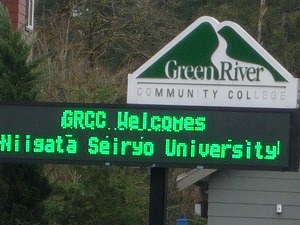 Green River
COMMUNITY COLLEGE
GRCC Welcomes
Niigata Seiryo University